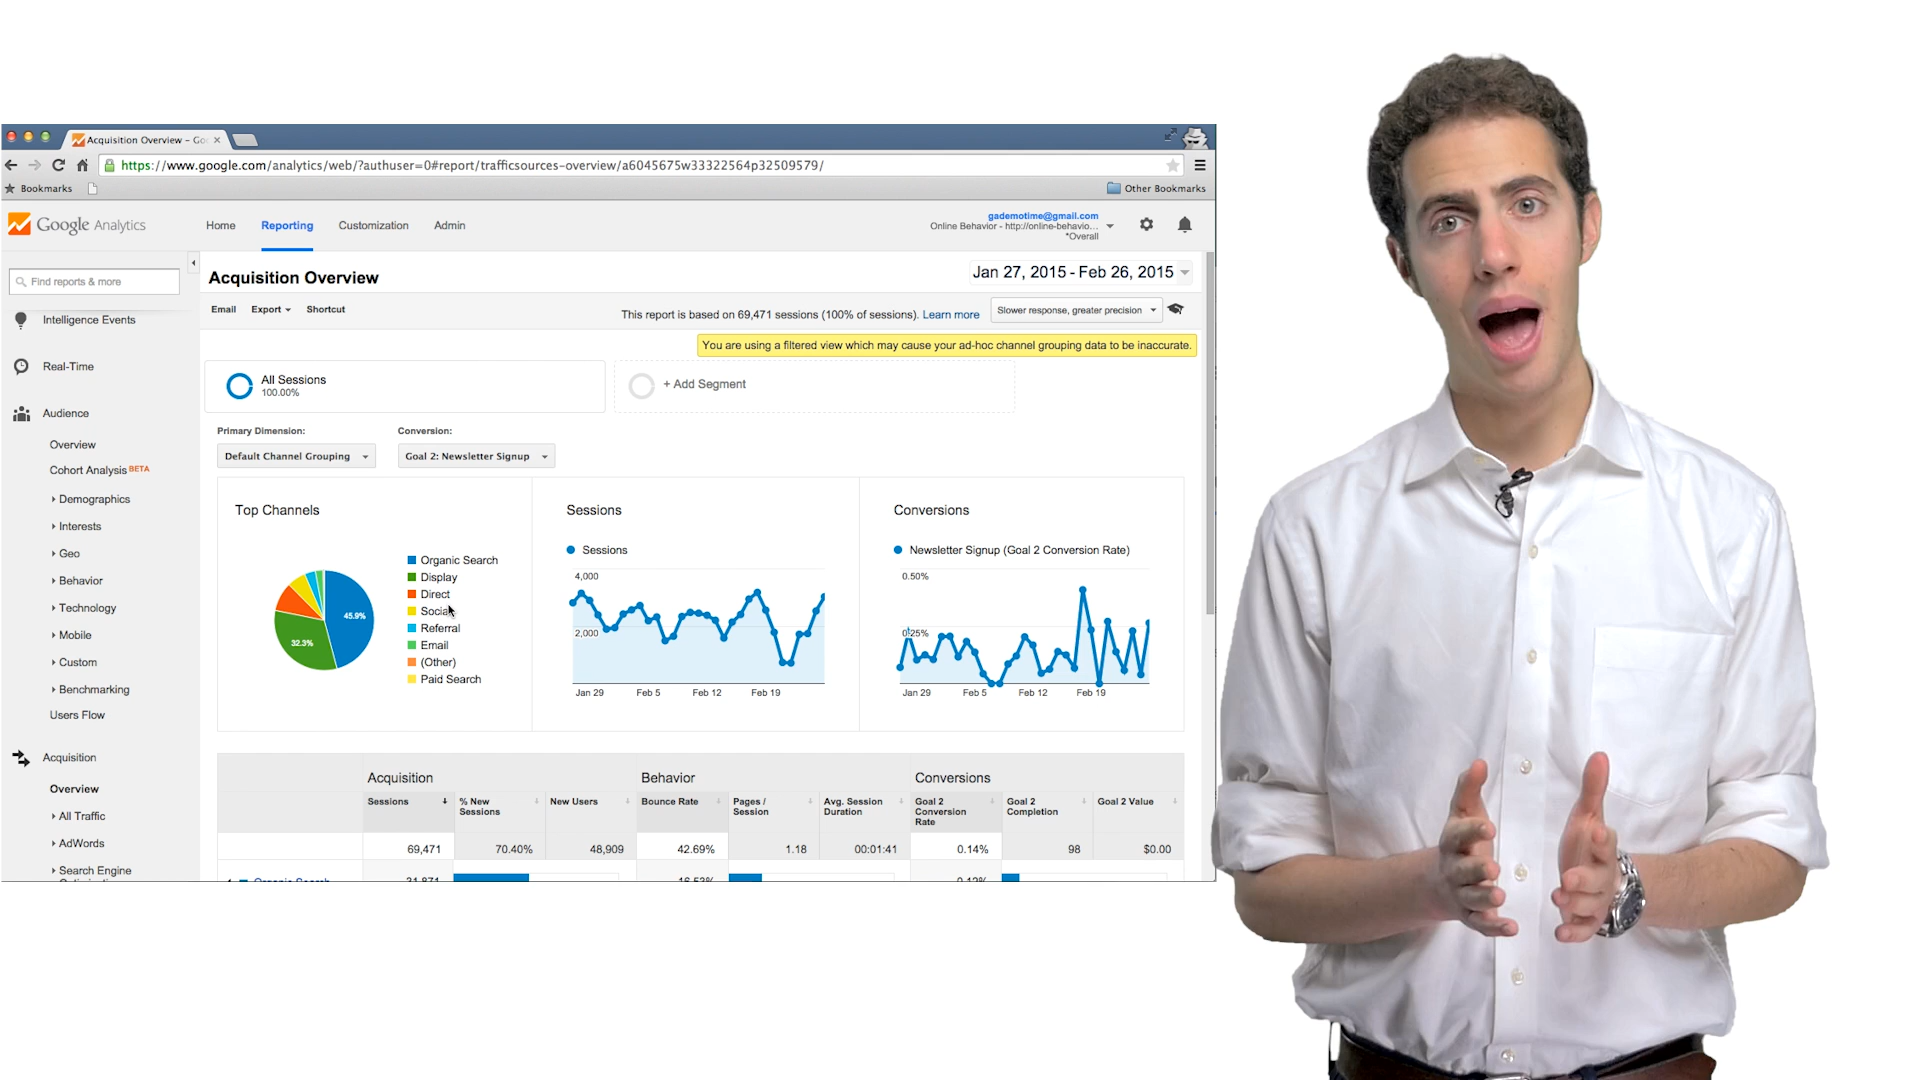 Acquisition Overview – Goo
https://www.google.com/analytics/web/?authuser=0#report/trafficsources-overview/a6045675w33322564p32509579/
Bookmarks
Other Bookmarks
Google Analytics
Home
Reporting
Customization
Admin
gademotime@gmail.com
Online Behavior - http://online-behavio...
*Overall
Find reports & more
Intelligence Events
Real-Time
Audience
Overview
Cohort Analysis BETA
Demographics
Interests
Geo
Behavior
Technology
Mobile
Custom
Benchmarking
Users Flow
Acquisition
Overview
All Traffic
AdWords
Search Engine
Acquisition Overview
Jan 27, 2015 - Feb 26, 2015
Email
Export
Shortcut
This report is based on 69,471 sessions (100% of sessions). Learn more
Slower response, greater precision
You are using a filtered view which may cause your ad-hoc channel grouping data to be inaccurate.
All Sessions
100.00%
+ Add Segment
Primary Dimension:
Conversion:
Default Channel Grouping
Goal 2: Newsletter Signup
Top Channels
45.9%
32.3%
Organic Search
Display
Direct
Social
Referral
Email
(Other)
Paid Search
Sessions
Sessions
4,000
2,000
Jan 29
Feb 5
Feb 12
Feb 19
Conversions
Newsletter Signup (Goal 2 Conversion Rate)
0.50%
0.25%
Jan 29
Feb 5
Feb 12
Feb 19
Acquisition
Behavior
Conversions
Sessions
% New
Sessions
New Users
Bounce Rate
Pages /
Session
Avg. Session
Duration
Goal 2
Conversion
Rate
Goal 2
Completion
Goal 2 Value
69,471
70.40%
48,909
42.69%
1.18
00:01:41
0.14%
98
$0.00
Organic Search
31,871